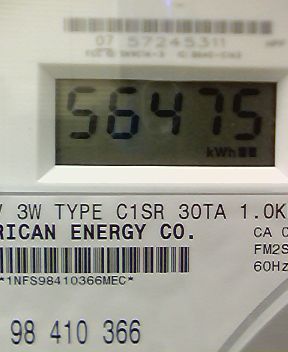 07 57245311
56475
kWh
3W TYPE C1SR 30TA 1.0K
RICAN ENERGY CO.
CA
FM2S
60Hz
*1NFS98410366MEC*
98 410 366